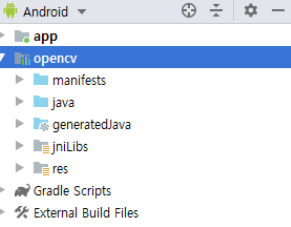 Android
app
opencv
manifests
java
generatedJava
jniLibs
res
Gradle Scripts
External Build Files